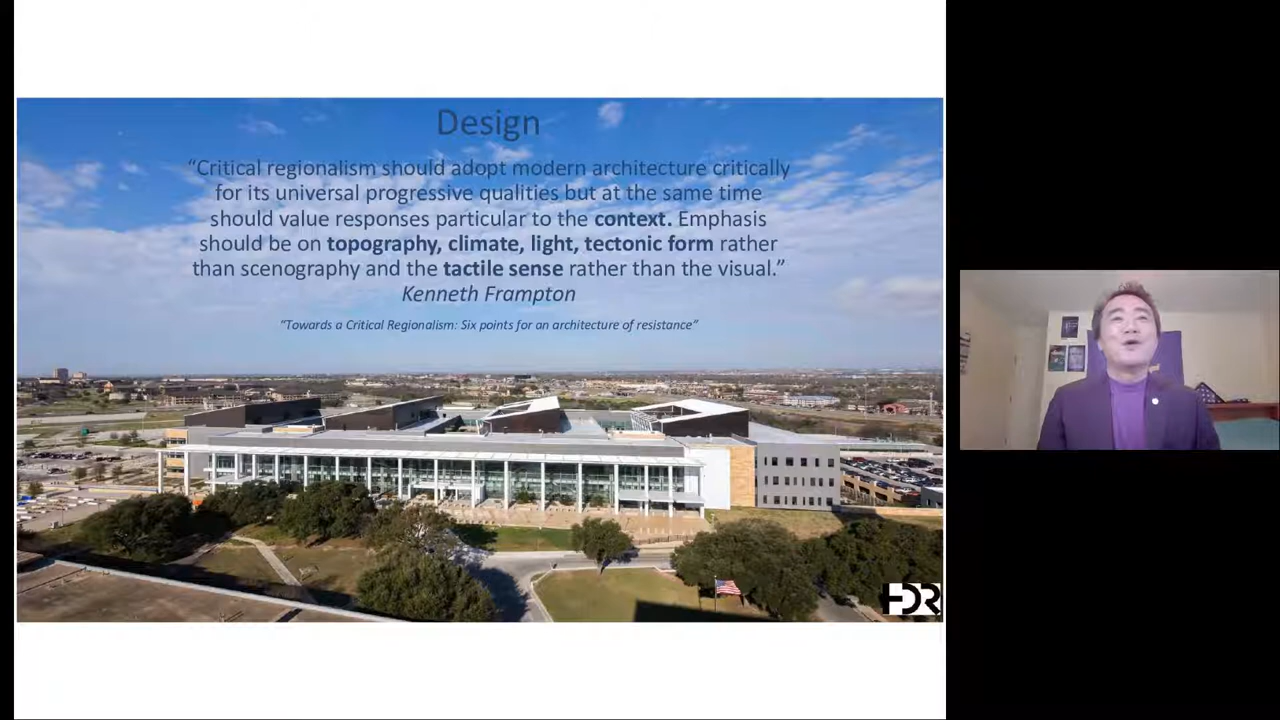 Design
“Critical regionalism should adopt modern architecture critically
for its universal progressive qualities but at the same time
should value responses particular to the context. Emphasis
should be on topography, climate, light, tectonic form rather
than scenography and the tactile sense rather than the visual.”
Kenneth Frampton
“Towards a Critical Regionalism: Six points for an architecture of resistance”
HDR